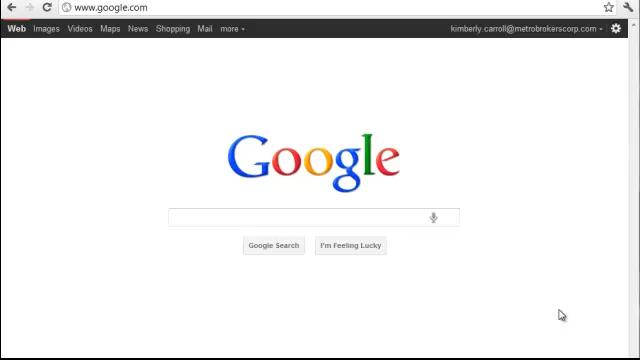 www.google.com
Web Images Videos Maps News Shopping Mail more kimberly.carroll@metrobrokerscorp.com
Google
Google Search I'm Feeling Lucky